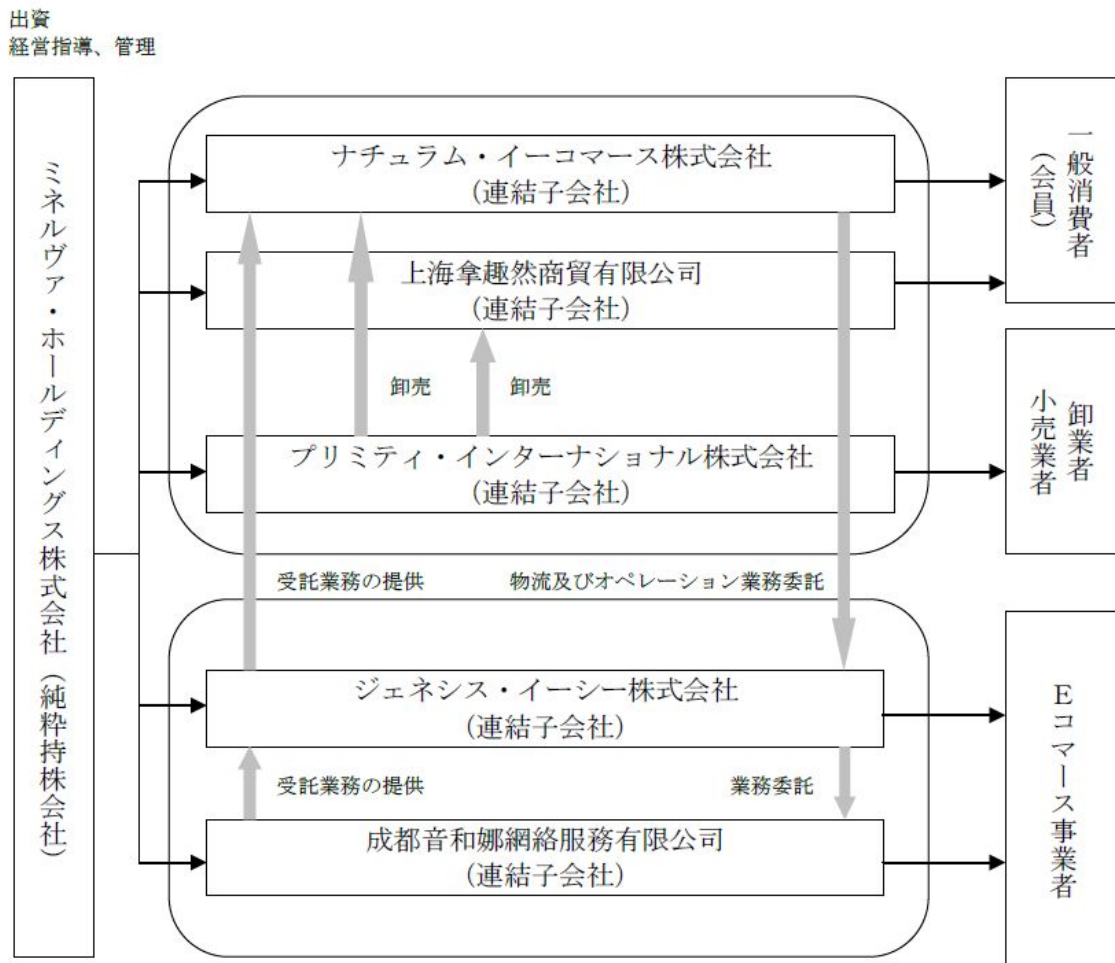 出資
経営指導、管理
ミネルヴァ・ホールディングス株式会社（純粋持株会社）
ナチュラム・イーコマース株式会社
(連結子会社)
上海拿趣然商貿有限公司
(連結子会社)
卸売
卸売
プリミティ・インターナショナル株式会社
(連結子会社)
受託業務の提供
物流及びオペレーション業務委託
ジェネシス・イーシー株式会社
(連結子会社)
受託業務の提供
業務委託
成都音和娜網絡服務有限公司
(連結子会社)
一般消費者
（会員）
卸業者
小売業者
Ｅコマース事業者